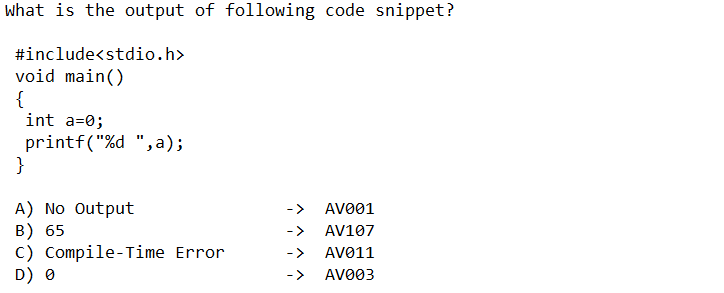 What is the output of following code snippet?
#include<stdio.h>
void main()
{
int a=0;
printf("%d ",a);
}
A) No Output -> AV001
B) 65 -> AV107
C) Compile-Time Error -> AV011
D) 0 -> AV003